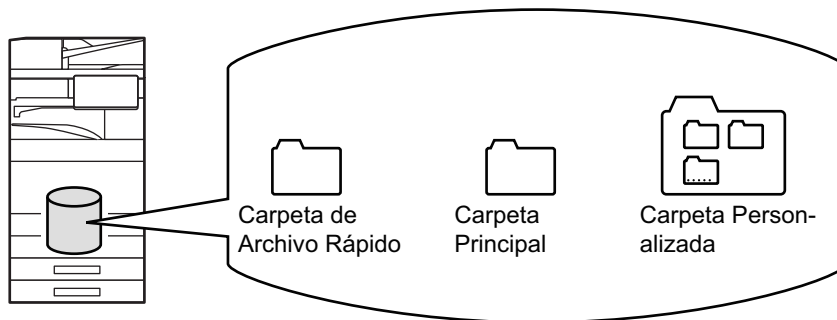 Carpeta de
Archivo Rápido
Carpeta
Principal
Carpeta Person-
alizada